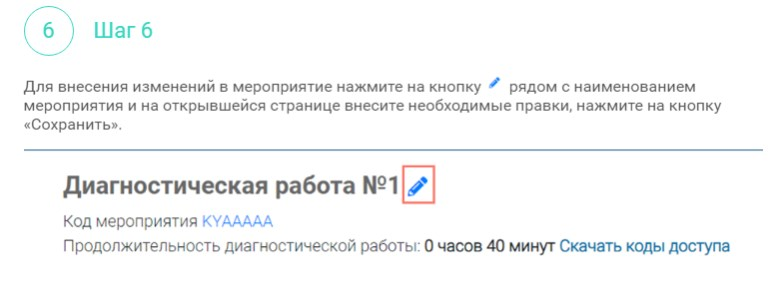 6 Шаг 6
Для внесения изменений в мероприятие нажмите на кнопку рядом с наименованием
мероприятия и на открывшейся странице внесите необходимые правки, нажмите на кнопку
«Сохранить».
Диагностическая работа №1
Код мероприятия KYAAAAA
Продолжительность диагностической работы: 0 часов 40 минут Скачать коды доступа